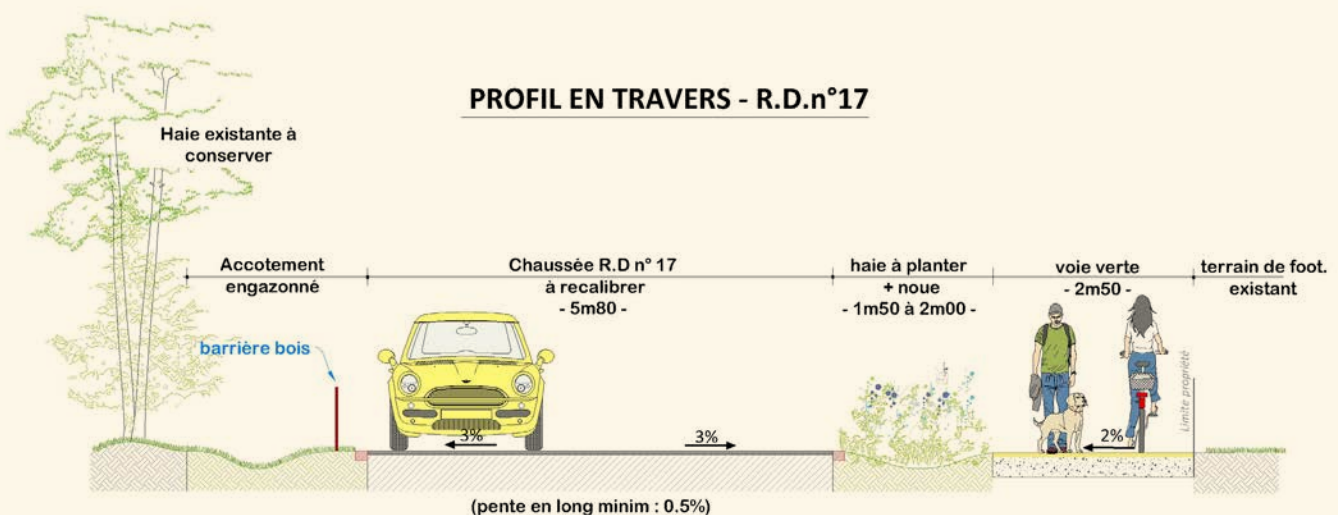 PROFIL EN TRAVERS - R.D.n°17
Haie existante à
conserver
Accotement
engazonné
Chaussée R.D n° 17
à recalibrer
- 5m80 -
haie à planter
+ noue
- 1m50 à 2m00 -
voie verte
- 2m50 -
terrain de foot.
existant
barrière bois
Limite propriété
3%
3%
2%
(pente en long minim : 0.5%)